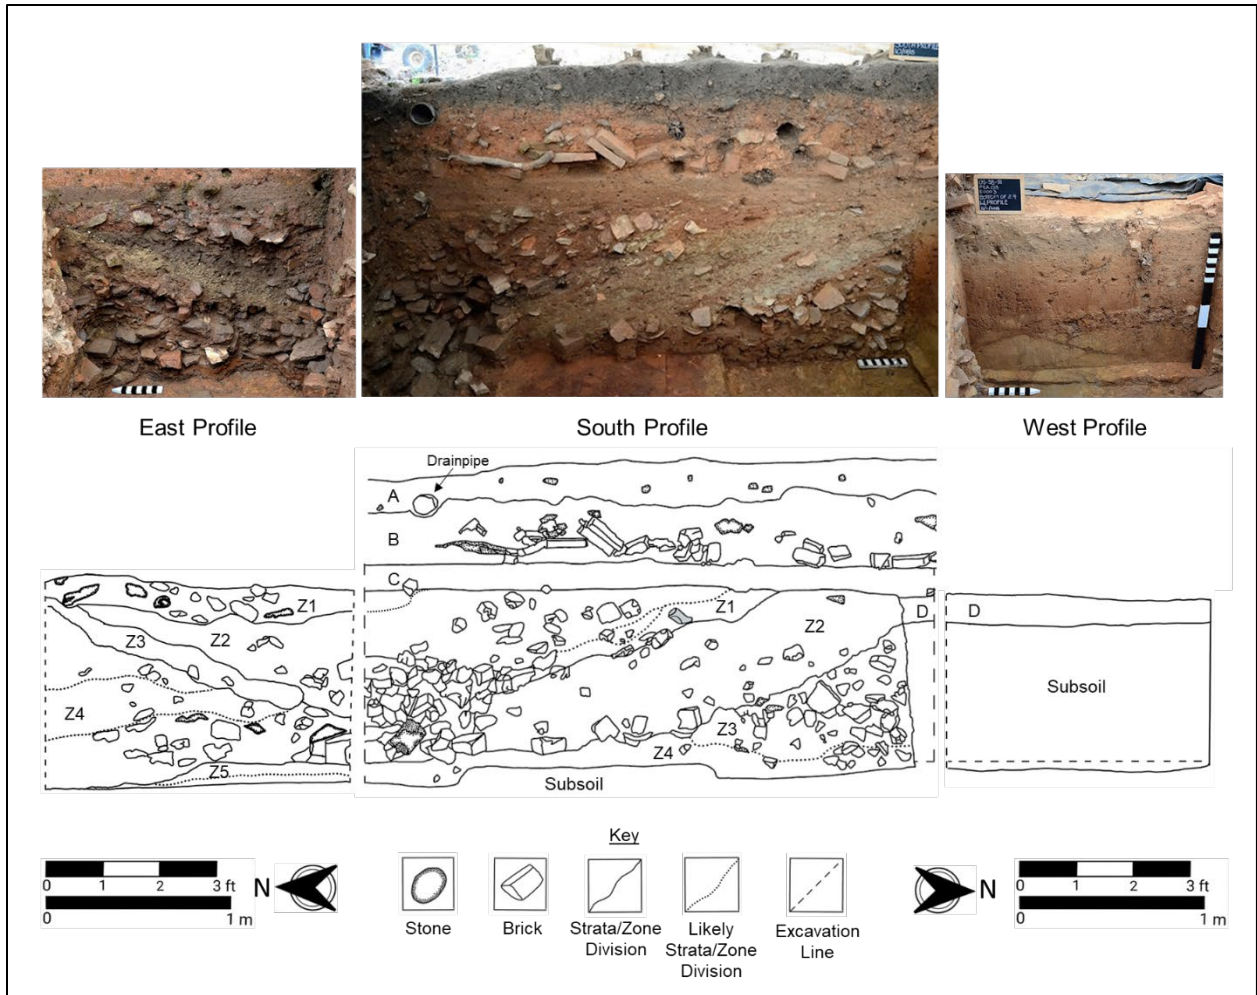 East Profile
South Profile
West Profile
Drainpipe
A
B
C
Z1
Z2
D
Z3
Z4
Subsoil
Z1
Z2
Z3
Z4
Z5
D
Subsoil
Key
0 1 2 3 ft
0 1 m
N
Stone
Brick
Strata/Zone
Division
Likely
Strata/Zone
Division
Excavation
Line
N
0 1 2 3 ft
0 1 m